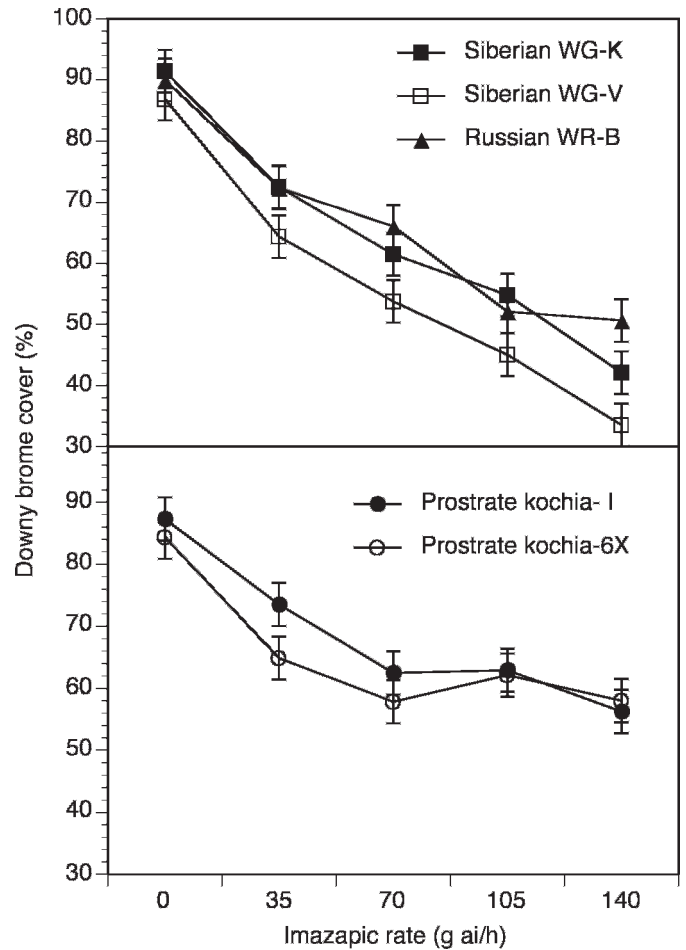 100
90
80
70
60
50
40
30
Siberian WG-K
Siberian WG-V
Russian WR-B
Downy brome cover (%)
90
80
70
60
50
40
30
Prostrate kochia- I
Prostrate kochia-6X
0 35 70 105 140
Imazapic rate (g ai/h)